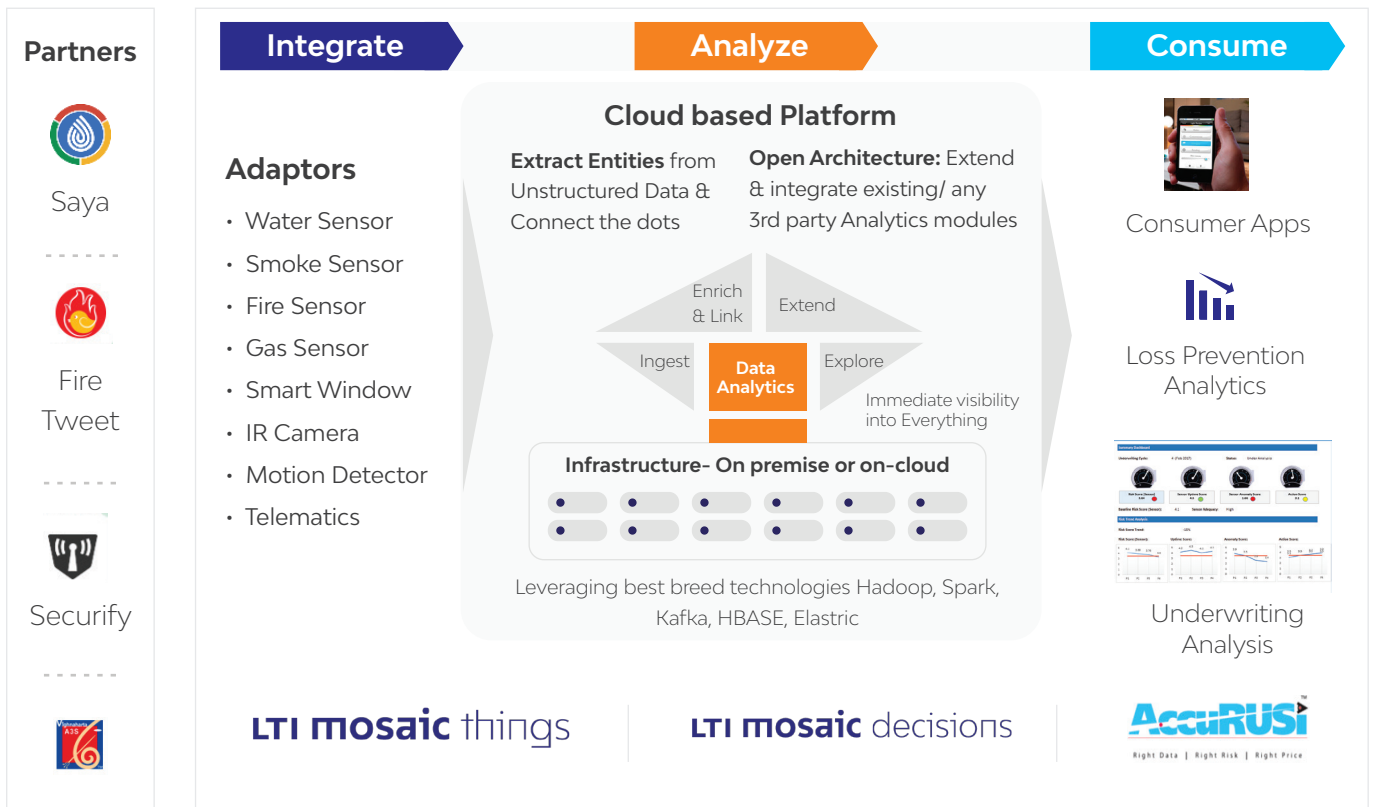 Partners
Saya
Fire
Tweet
Securify
A3S
Integrate
Analyze
Consume
Adaptors
• Water Sensor
• Smoke Sensor
• Fire Sensor
• Gas Sensor
• Smart Window
• IR Camera
• Motion Detector
• Telematics
Cloud based Platform
Extract Entities from
Unstructured Data &
Connect the dots
Open Architecture: Extend
& integrate existing/ any
3rd party Analytics modules
Enrich
& Link
Extend
Ingest
Data
Analytics
Explore
Immediate visibility
into Everything
Infrastructure- On premise or on-cloud
Leveraging best breed technologies Hadoop, Spark,
Kafka, HBASE, Elastric
Consumer Apps
Loss Prevention
Analytics
Underwriting
Analysis
LTI mosaic things
LTI mosaic decisions
AccuRUSI™
Right Data | Right Risk | Right Price